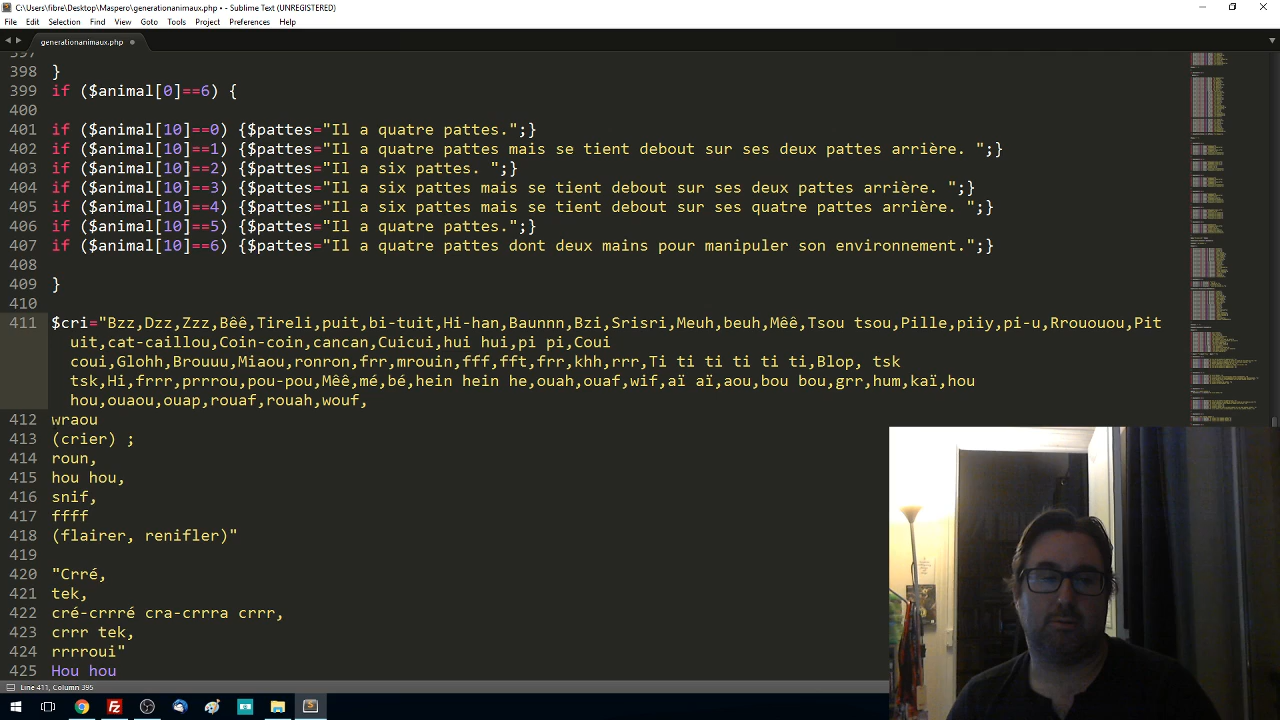 C:\Users\fibre\Desktop\Maspero\generationanimaux.php • - Sublime Text (UNREGISTERED)
File Edit Selection Find View Goto Tools Project Preferences Help
generationanimaux.php
397
398 }
399 if ($animal[0]==6) {
400
401 if ($animal[10]==0) {$pattes="Il a quatre pattes.";}
402 if ($animal[10]==1) {$pattes="Il a quatre pattes mais se tient debout sur ses deux pattes arrière. ";}
403 if ($animal[10]==2) {$pattes="Il a six pattes. ";}
404 if ($animal[10]==3) {$pattes="Il a six pattes mais se tient debout sur ses deux pattes arrière. ";}
405 if ($animal[10]==4) {$pattes="Il a six pattes mais se tient debout sur ses quatre pattes arrière. ";}
406 if ($animal[10]==5) {$pattes="Il a quatre pattes.";}
407 if ($animal[10]==6) {$pattes="Il a quatre pattes dont deux mains pour manipuler son environnement.";}
408
409 }
410
411 $cri="Bzz,Dzz,Zzz,Bêê,Tireli,puit,bi-tuit,Hi-han,Baunnn,Bzi,Srisri,Meuh,beuh,Mêê,Tsou tsou,Pille,piiy,pi-u,Rrououou,Pit
uit,cat-caillou,Coin-coin,cancan,Cuicui,hui hui,pi pi,Coui
coui,Glohh,Brouuu,Miaou,ronron,frr,mrouin,fff,fft,frr,khh,rrr,Ti ti ti ti ti ti,Blop, tsk
tsk,Hi,frrr,prrrou,pou-pou,Mêê,mé,bé,hein hein he,ouah,ouaf,wif,aï aï,aou,bou bou,grr,hum,kaï,hou
hou,ouaou,ouap,rouaf,rouah,wouf,
412 wraou
413 (crier) ;
414 roun,
415 hou hou,
416 snif,
417 ffff
418 (flairer, renifler)"
419
420 "Crré,
421 tek,
422 cré-crrré cra-crrra crrr,
423 crrr tek,
424 rrrroui"
425 Hou hou
Line 411, Column 395